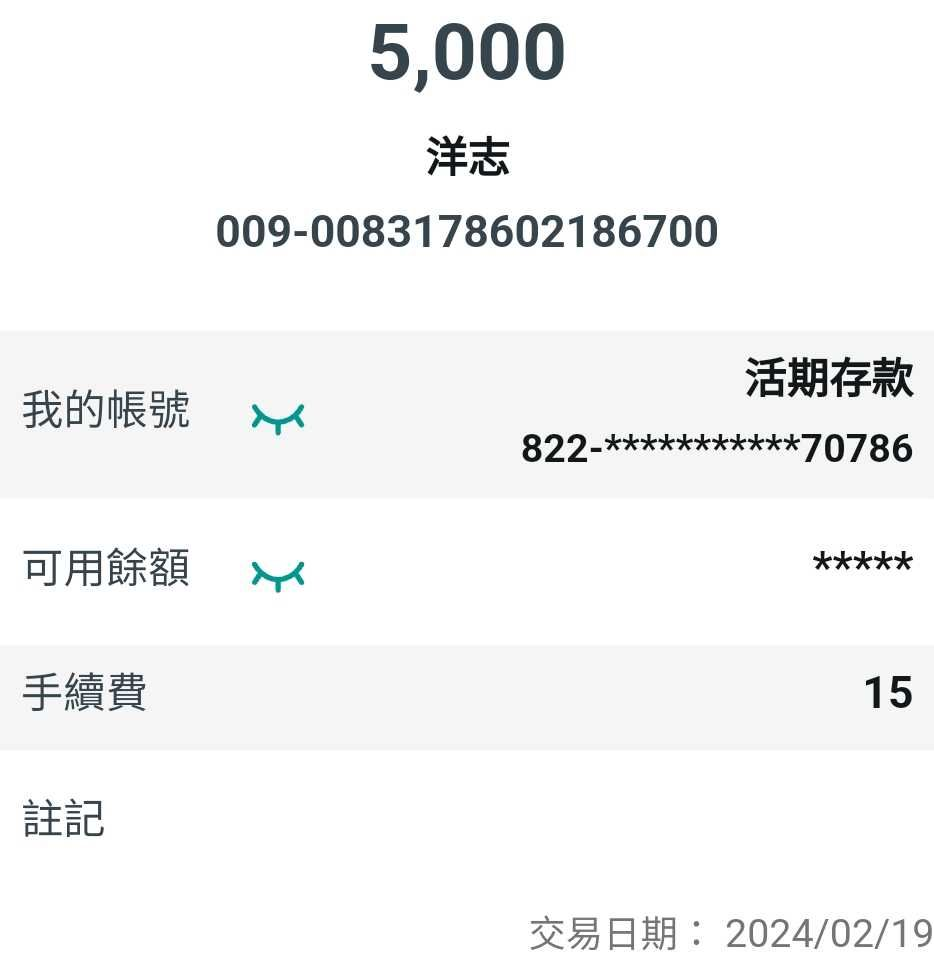 5,000
洋志
009-0083178602186700
活期存款
我的帳號
822-***********70786
可用餘額 *****
手續費 15
註記
交易日期： 2024/02/19